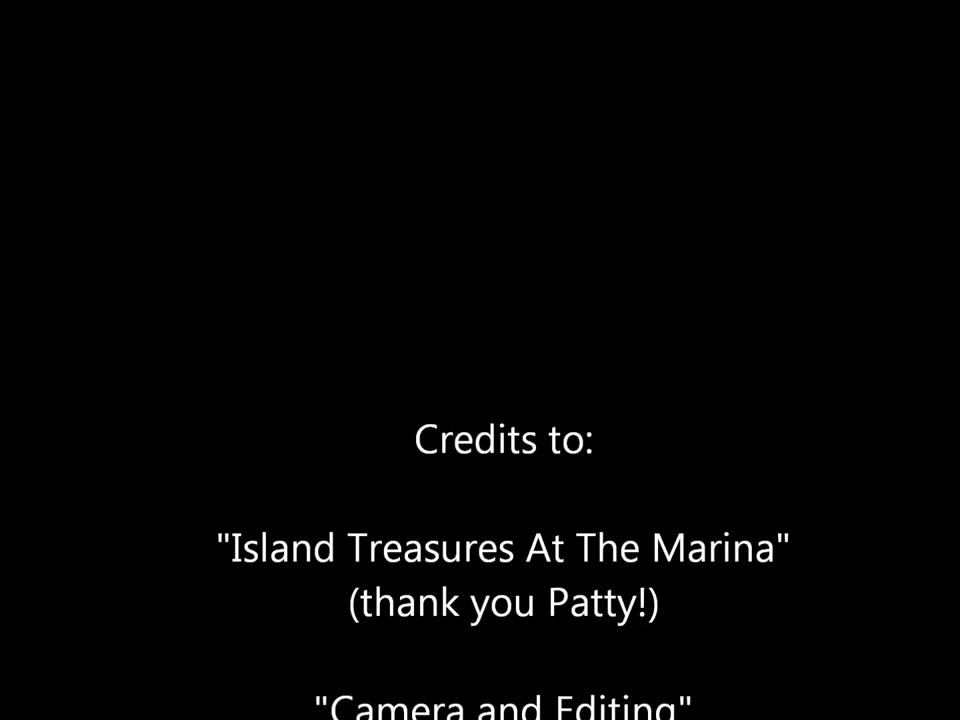 Credits to:
"Island Treasures At The Marina"
(thank you Patty!)
"Camera and Editing"